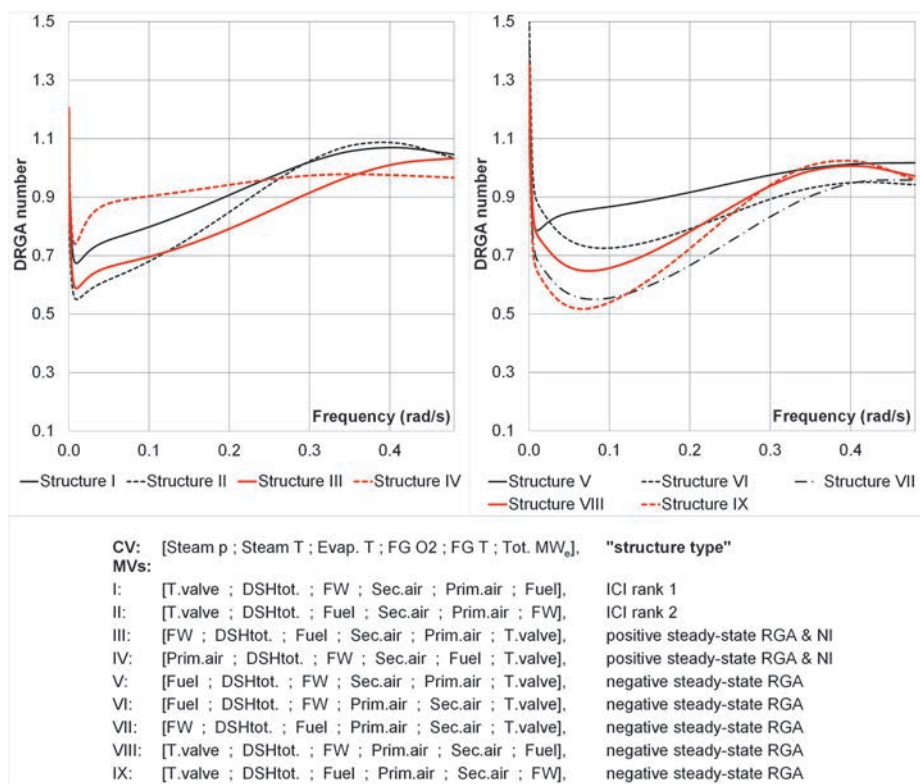 1.5
1.3
1.1
0.9
0.7
0.5
0.3
0.1
DRGA number
Frequency (rad/s)
0.0 0.1 0.2 0.3 0.4
Structure I Structure II Structure III Structure IV
1.5
1.3
1.1
0.9
0.7
0.5
0.3
0.1
DRGA number
Frequency (rad/s)
0.0 0.1 0.2 0.3 0.4
Structure V Structure VI Structure VII
Structure VIII Structure IX
CV: [Steam p ; Steam T ; Evap. T ; FG O2 ; FG T ; Tot. MWe], "structure type"
MVs:
I: [T.valve ; DSHtot. ; FW ; Sec.air ; Prim.air ; Fuel], ICI rank 1
II: [T.valve ; DSHtot. ; Fuel ; Sec.air ; Prim.air ; FW], ICI rank 2
III: [FW ; DSHtot. ; Fuel ; Sec.air ; Prim.air ; T.valve], positive steady-state RGA & NI
IV: [Prim.air ; DSHtot. ; FW ; Sec.air ; Fuel ; T.valve], positive steady-state RGA & NI
V: [Fuel ; DSHtot. ; FW ; Sec.air ; Prim.air ; T.valve], negative steady-state RGA
VI: [Fuel ; DSHtot. ; FW ; Prim.air ; Sec.air ; T.valve], negative steady-state RGA
VII: [FW ; DSHtot. ; Fuel ; Prim.air ; Sec.air ; T.valve], negative steady-state RGA
VIII: [T.valve ; DSHtot. ; FW ; Prim.air ; Sec.air ; Fuel], negative steady-state RGA
IX: [T.valve ; DSHtot. ; Fuel ; Prim.air ; Sec.air ; FW], negative steady-state RGA